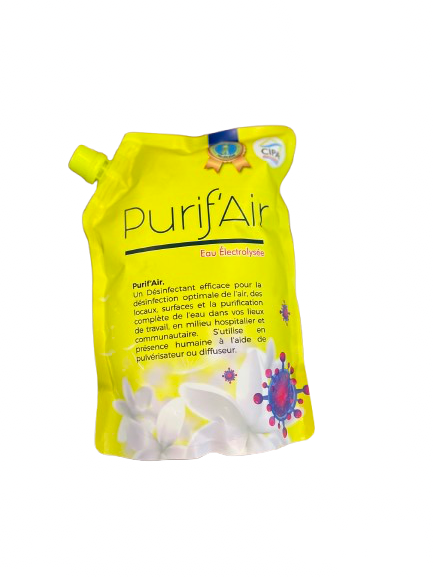 CIFA
Purif'Air
Eau Électrolysée
Purif'Air.
Un Désinfectant efficace pour la
désinfection optimale de l'air, des
locaux, surfaces et la purification
complète de l'eau dans vos lieux
de travail, en milieu hospitalier et
communautaire. S'utilise en
présence humaine à l'aide de
pulvérisateur ou diffuseur.